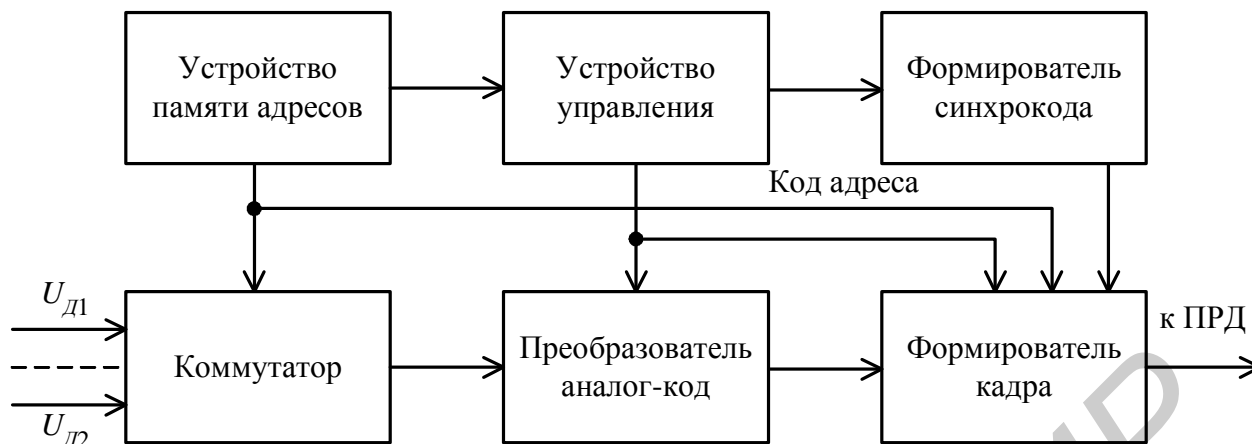 Устройство
памяти адресов
Устройство
управления
Формирователь
синхрокода
Код адреса
U_Д1
Коммутатор
Преобразователь
аналог-код
Формирователь
кадра
к ПРД
U_Д2